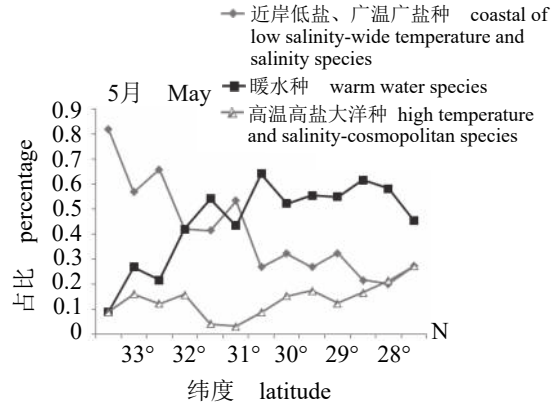 近岸低盐、广温广盐种 coastal of
low salinity-wide temperature and
salinity species
5月 May
暖水种 warm water species
高温高盐大洋种 high temperature
and salinity-cosmopolitan species
0.9
0.8
0.7
0.6
0.5
0.4
0.3
0.2
0.1
0
占比 percentage
N
33° 32° 31° 30° 29° 28°
纬度 latitude